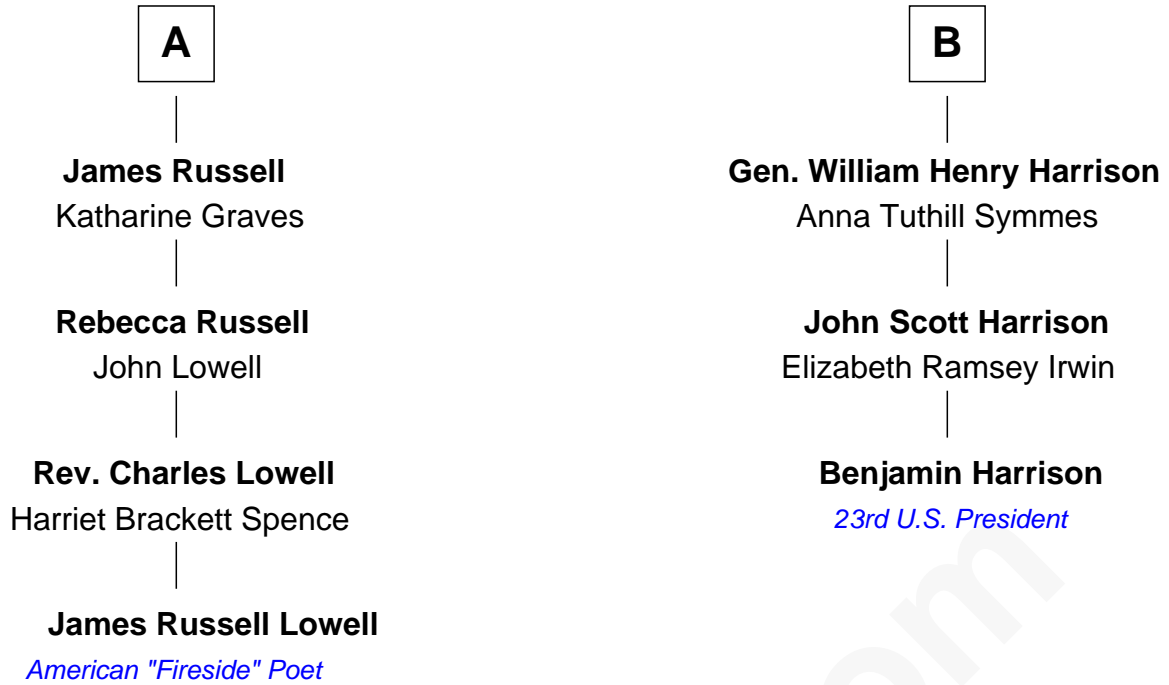 A
James Russell
Katharine Graves
Rebecca Russell
John Lowell
Rev. Charles Lowell
Harriet Brackett Spence
James Russell Lowell
American "Fireside" Poet
B
Gen. William Henry Harrison
Anna Tuthill Symmes
John Scott Harrison
Elizabeth Ramsey Irwin
Benjamin Harrison
23rd U.S. President
om